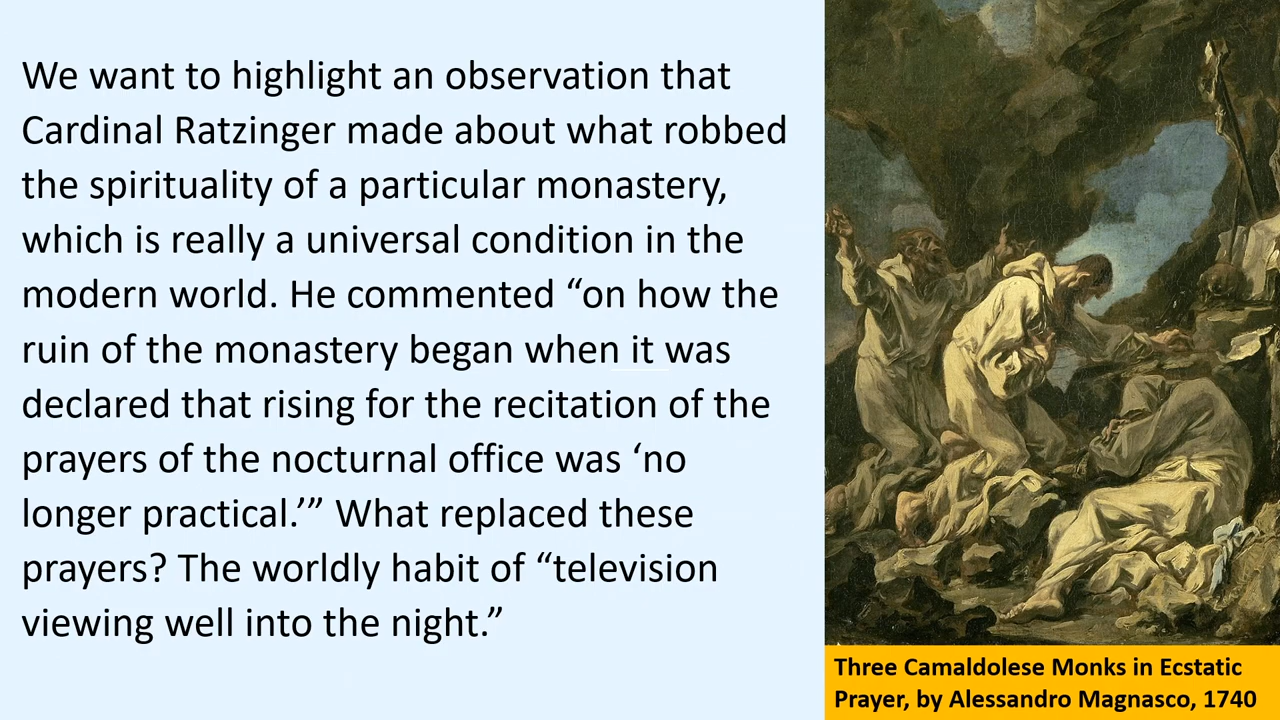 We want to highlight an observation that
Cardinal Ratzinger made about what robbed
the spirituality of a particular monastery,
which is really a universal condition in the
modern world. He commented “on how the
ruin of the monastery began when it was
declared that rising for the recitation of the
prayers of the nocturnal office was ‘no
longer practical.’” What replaced these
prayers? The worldly habit of “television
viewing well into the night.”
Three Camaldolese Monks in Ecstatic
Prayer, by Alessandro Magnasco, 1740